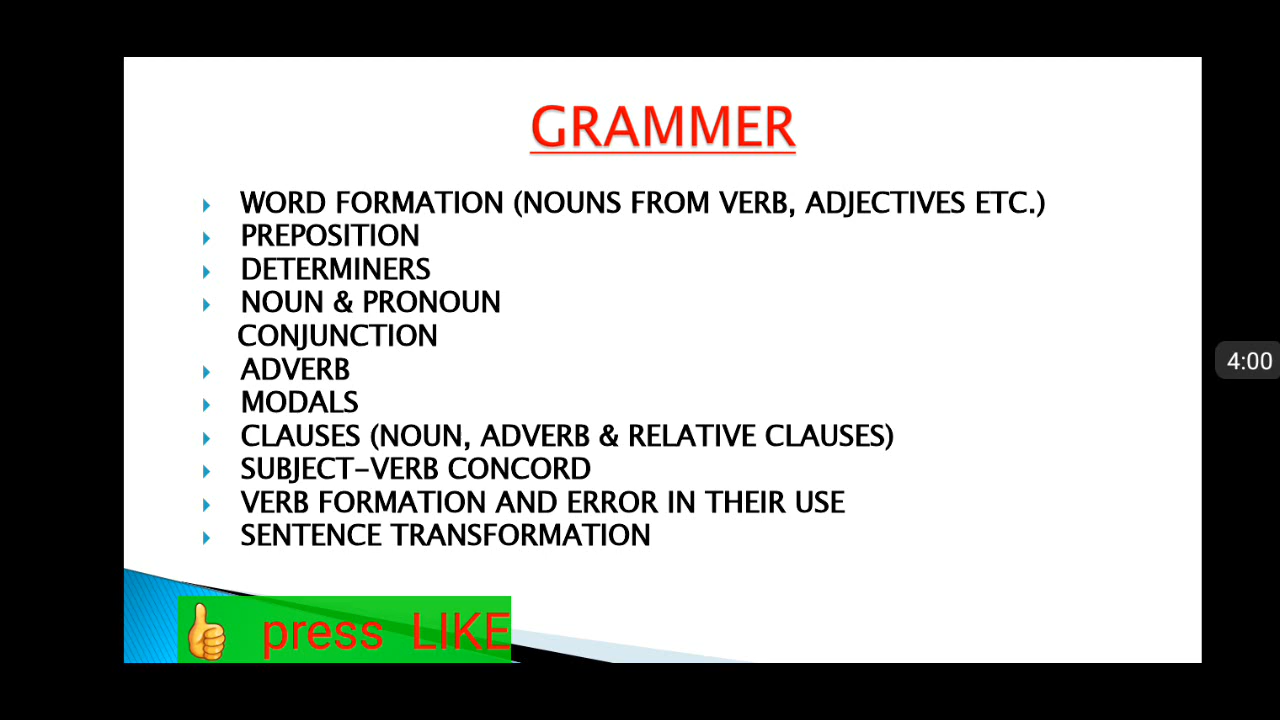 GRAMMER
WORD FORMATION (NOUNS FROM VERB, ADJECTIVES ETC.)
PREPOSITION
DETERMINERS
NOUN & PRONOUN
CONJUNCTION
ADVERB
MODALS
CLAUSES (NOUN, ADVERB & RELATIVE CLAUSES)
SUBJECT-VERB CONCORD
VERB FORMATION AND ERROR IN THEIR USE
SENTENCE TRANSFORMATION
press LIKE
4:00